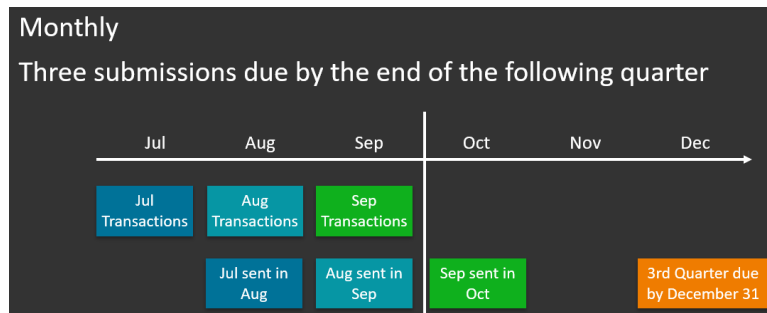 Monthly
Three submissions due by the end of the following quarter
Jul Aug Sep Oct Nov Dec
Jul
Transactions
Aug
Transactions
Sep
Transactions
Jul sent in
Aug
Aug sent in
Sep
Sep sent in
Oct
3rd Quarter due
by December 31